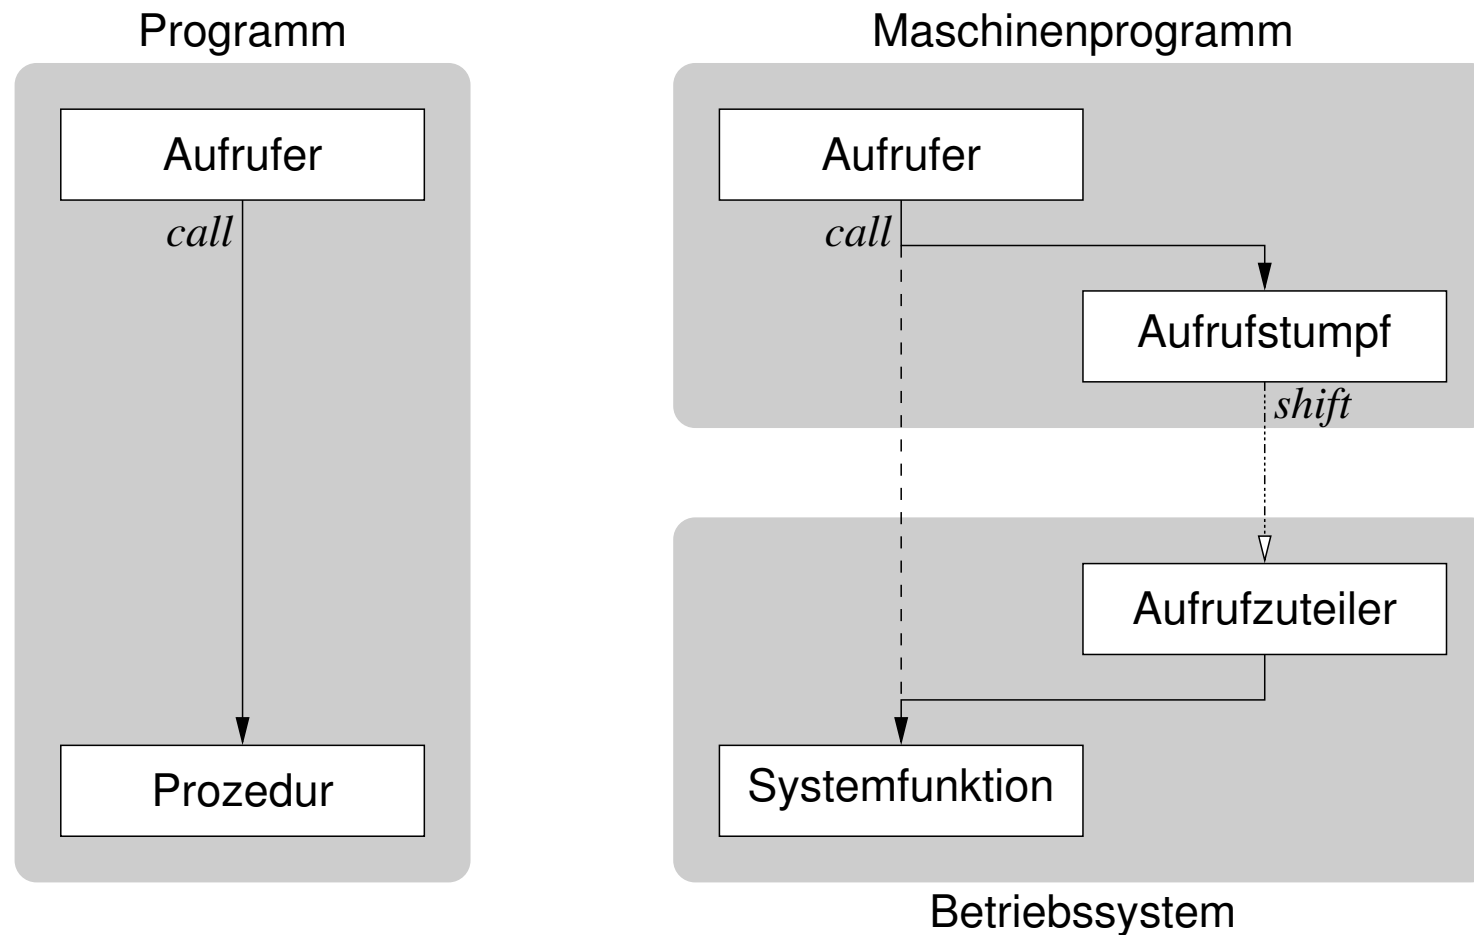 Programm
Aufrufer
call
Prozedur
Maschinenprogramm
Aufrufer
call
Aufrufstumpf
shift
Aufrufzuteiler
Systemfunktion
Betriebssystem